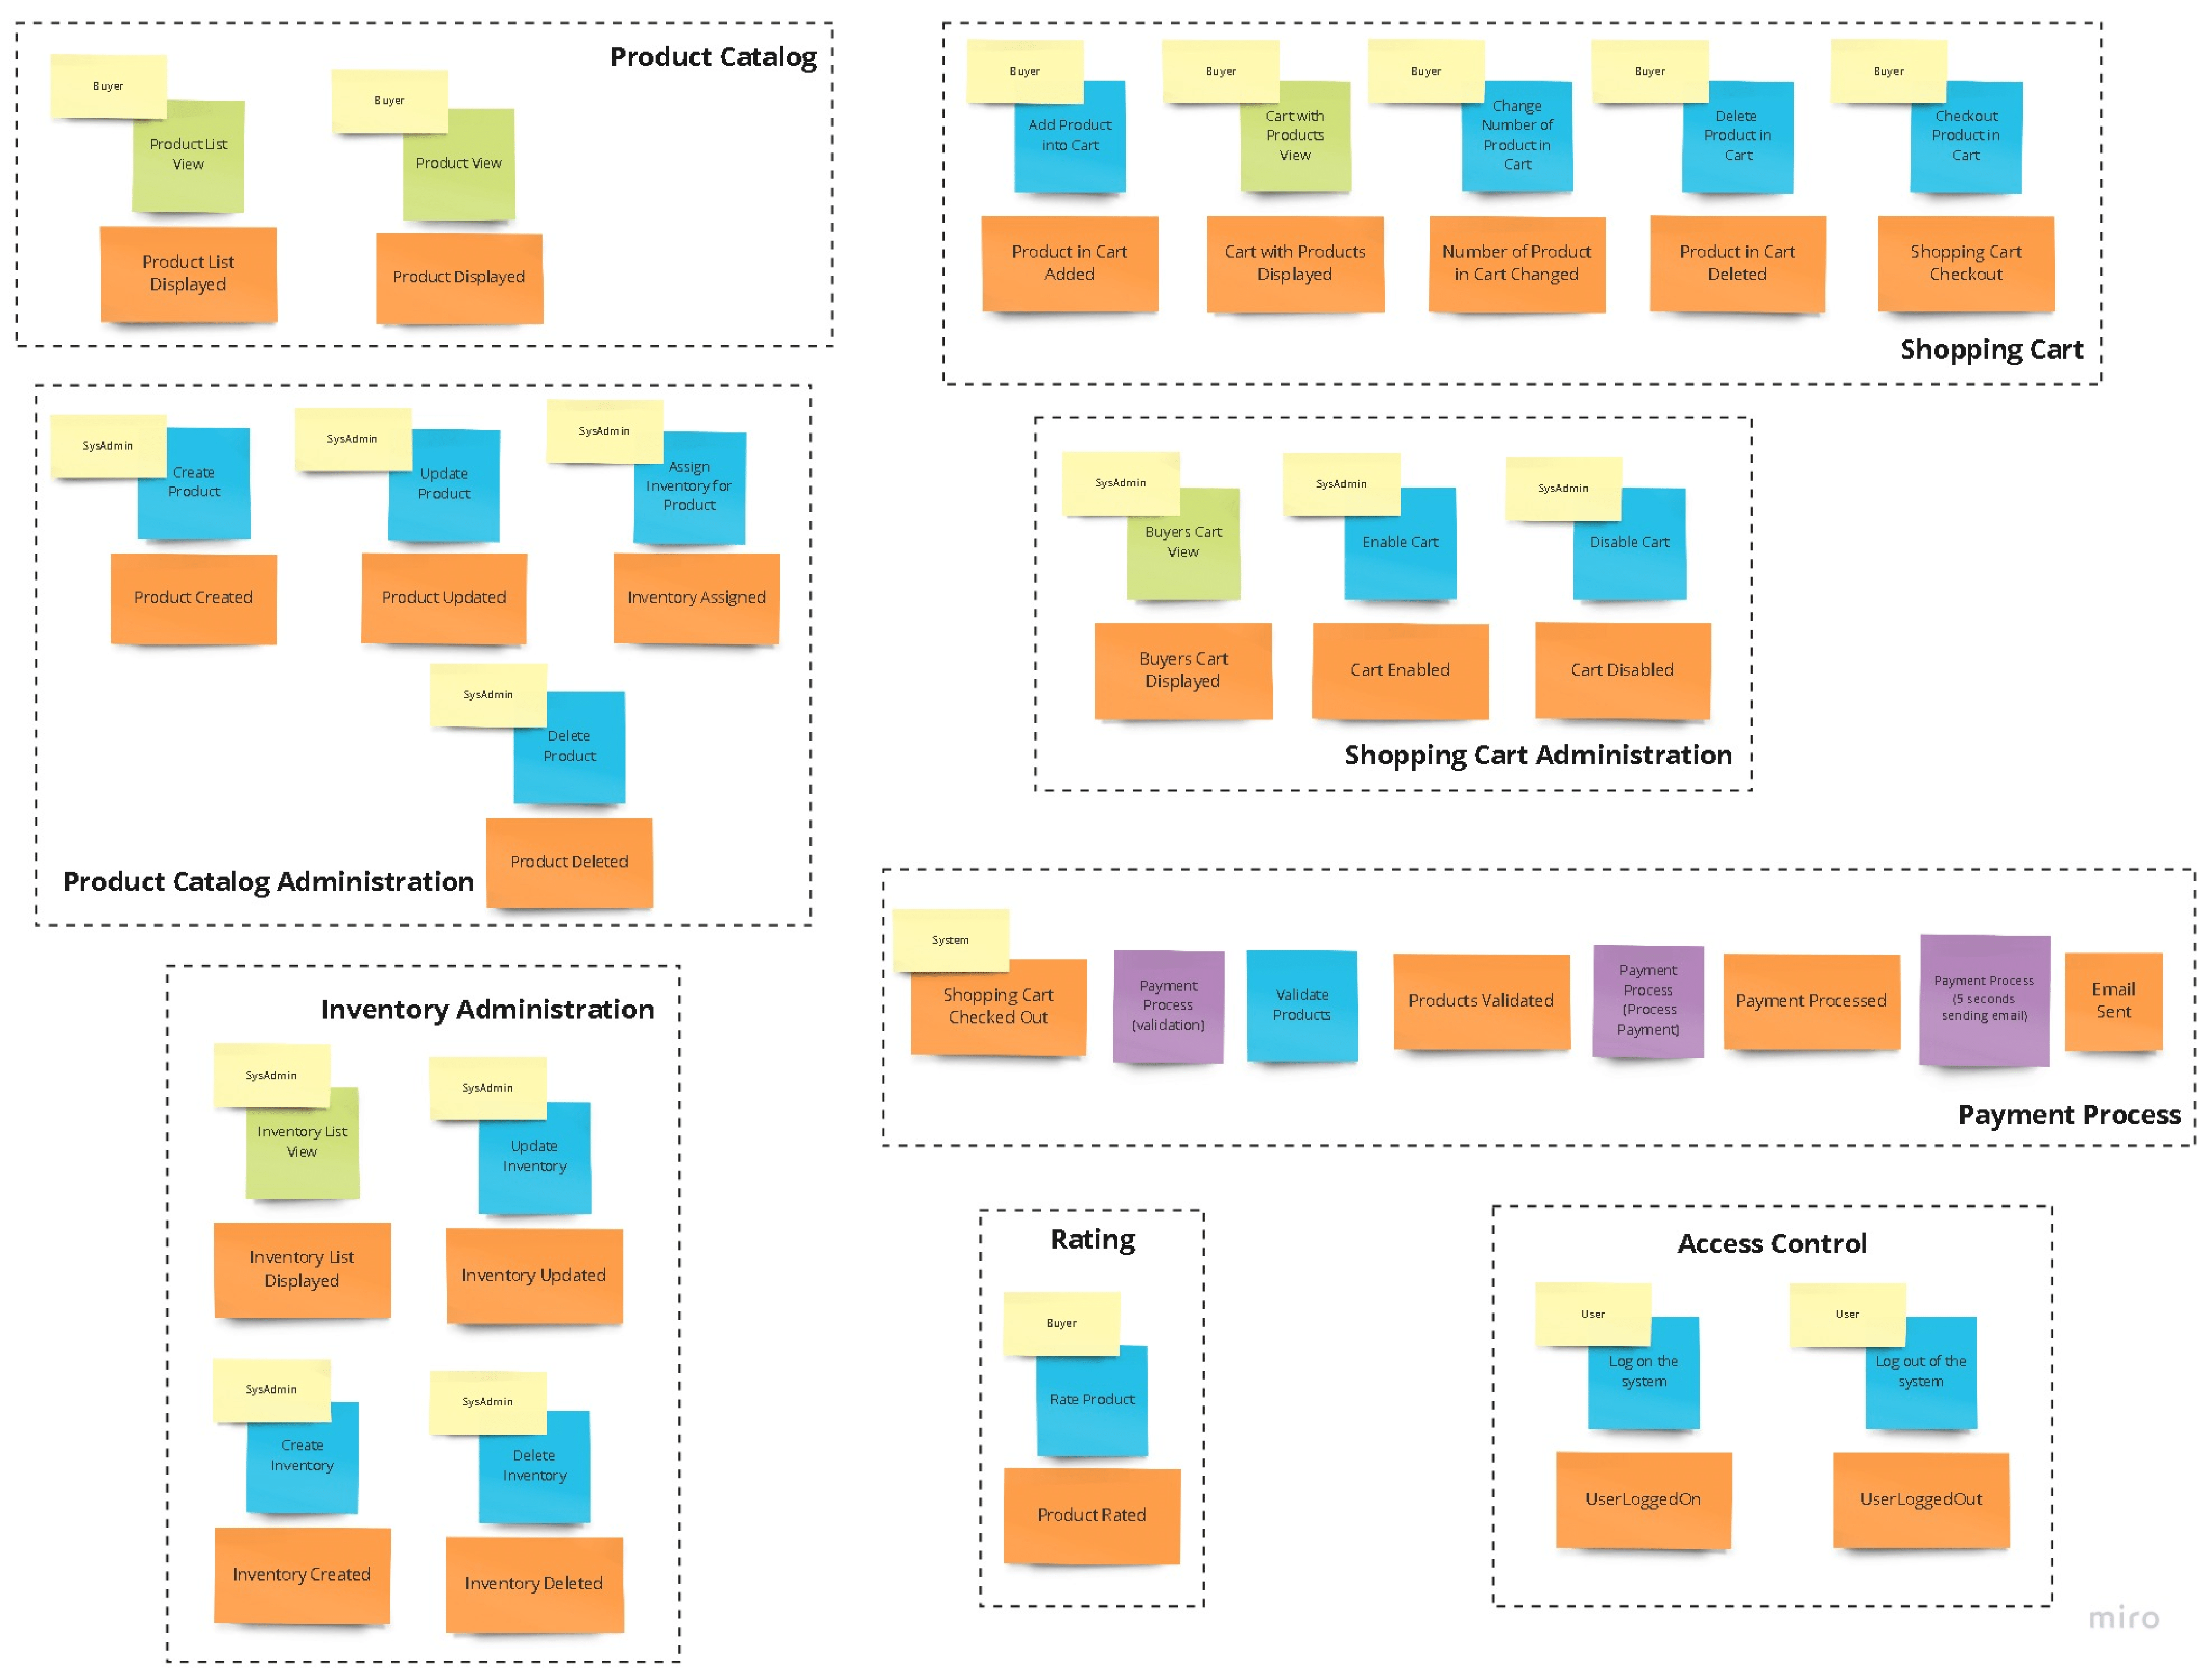 Product Catalog
Buyer
Product List
View
Product List
Displayed
Buyer
Product View
Product Displayed
Buyer
Add Product
into Cart
Product in Cart
Added
Buyer
Cart with
Products
View
Cart with Products
Displayed
Buyer
Change
Number of
Product in
Cart
Number of Product
in Cart Changed
Buyer
Delete
Product in
Cart
Product in Cart
Deleted
Buyer
Checkout
Product in
Cart
Shopping Cart
Checkout
Shopping Cart
SysAdmin
Create
Product
Product Created
SysAdmin
Update
Product
Product Updated
SysAdmin
Assign
Inventory for
Product
Inventory Assigned
SysAdmin
Delete
Product
Product Deleted
Product Catalog Administration
SysAdmin
Buyers Cart
View
Buyers Cart
Displayed
SysAdmin
Enable Cart
Cart Enabled
SysAdmin
Disable Cart
Cart Disabled
Shopping Cart Administration
System
Shopping Cart
Checked Out
Payment
Process
(validation)
Validate
Products
Products Validated
Payment
Process
(Process
Payment)
Payment Processed
Payment Process
(5 seconds
sending email)
Email
Sent
Payment Process
Inventory Administration
SysAdmin
Inventory List
View
Inventory List
Displayed
SysAdmin
Update
Inventory
Inventory Updated
SysAdmin
Create
Inventory
Inventory Created
SysAdmin
Delete
Inventory
Inventory Deleted
Rating
Buyer
Rate Product
Product Rated
Access Control
User
Log on the
system
UserLoggedOn
User
Log out of the
system
UserLoggedOut
miro